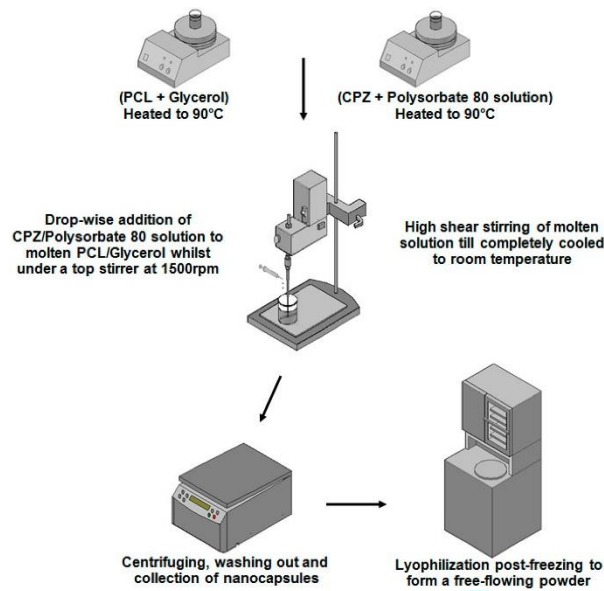 (PCL + Glycerol)
Heated to 90°C
(CPZ + Polysorbate 80 solution)
Heated to 90°C
Drop-wise addition of
CPZ/Polysorbate 80 solution to
molten PCL/Glycerol whilst
under a top stirrer at 1500rpm
High shear stirring of molten
solution till completely cooled
to room temperature
Centrifuging, washing out and
collection of nanocapsules
Lyophilization post-freezing to
form a free-flowing powder